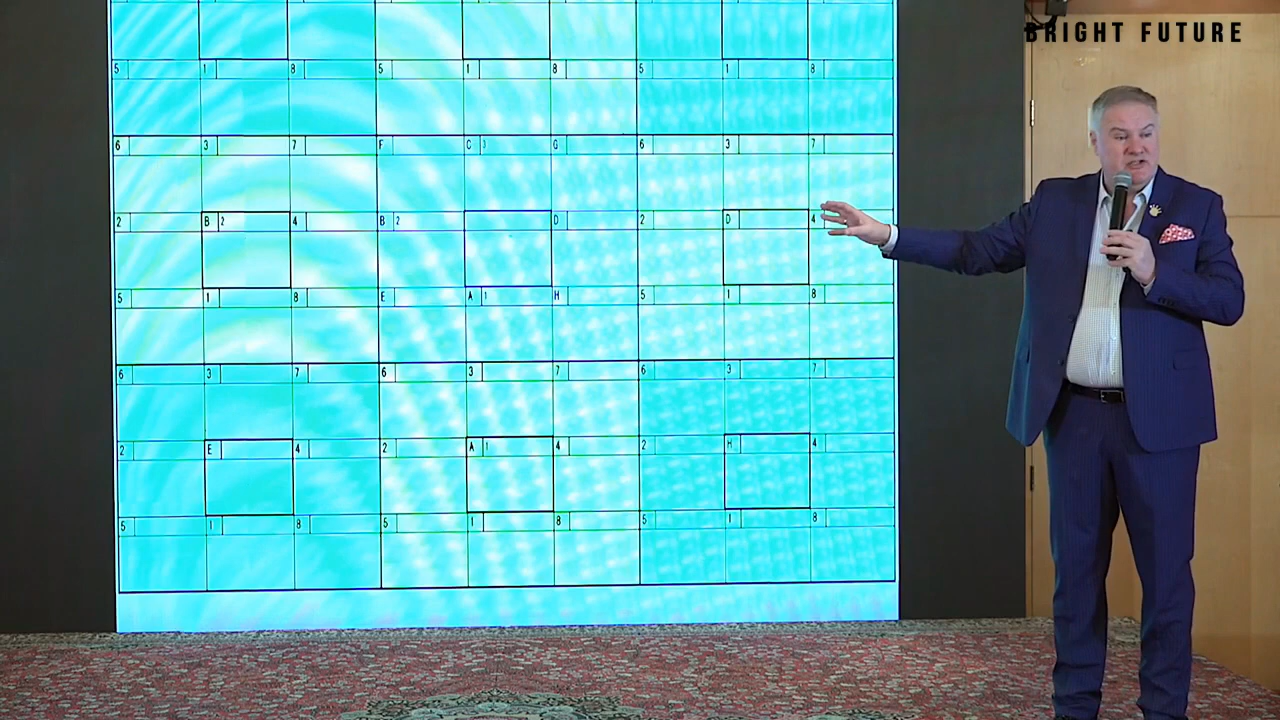 BRIGHT FUTURE
5 1 8 5 1 8 5 1 8
6 3 7 F C 3 G 6 3 7
2 B 2 4 B 2 D 2 D 4
5 1 8 E A 1 H 5 1 8
6 3 7 6 3 7 6 3 7
2 E 4 2 A 1 4 2 H 4
5 1 8 5 1 8 5 1 8